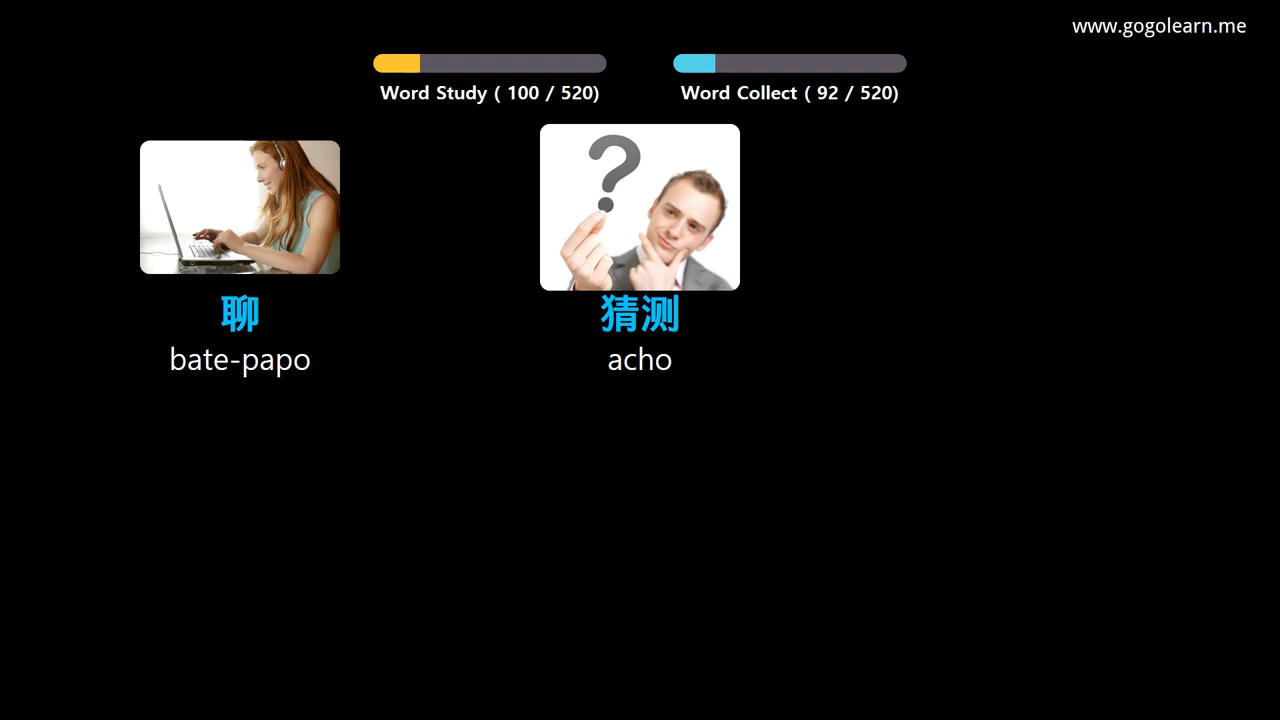 www.gogolearn.me
Word Study ( 100 / 520)
Word Collect ( 92 / 520)
聊
bate-papo
猜测
acho